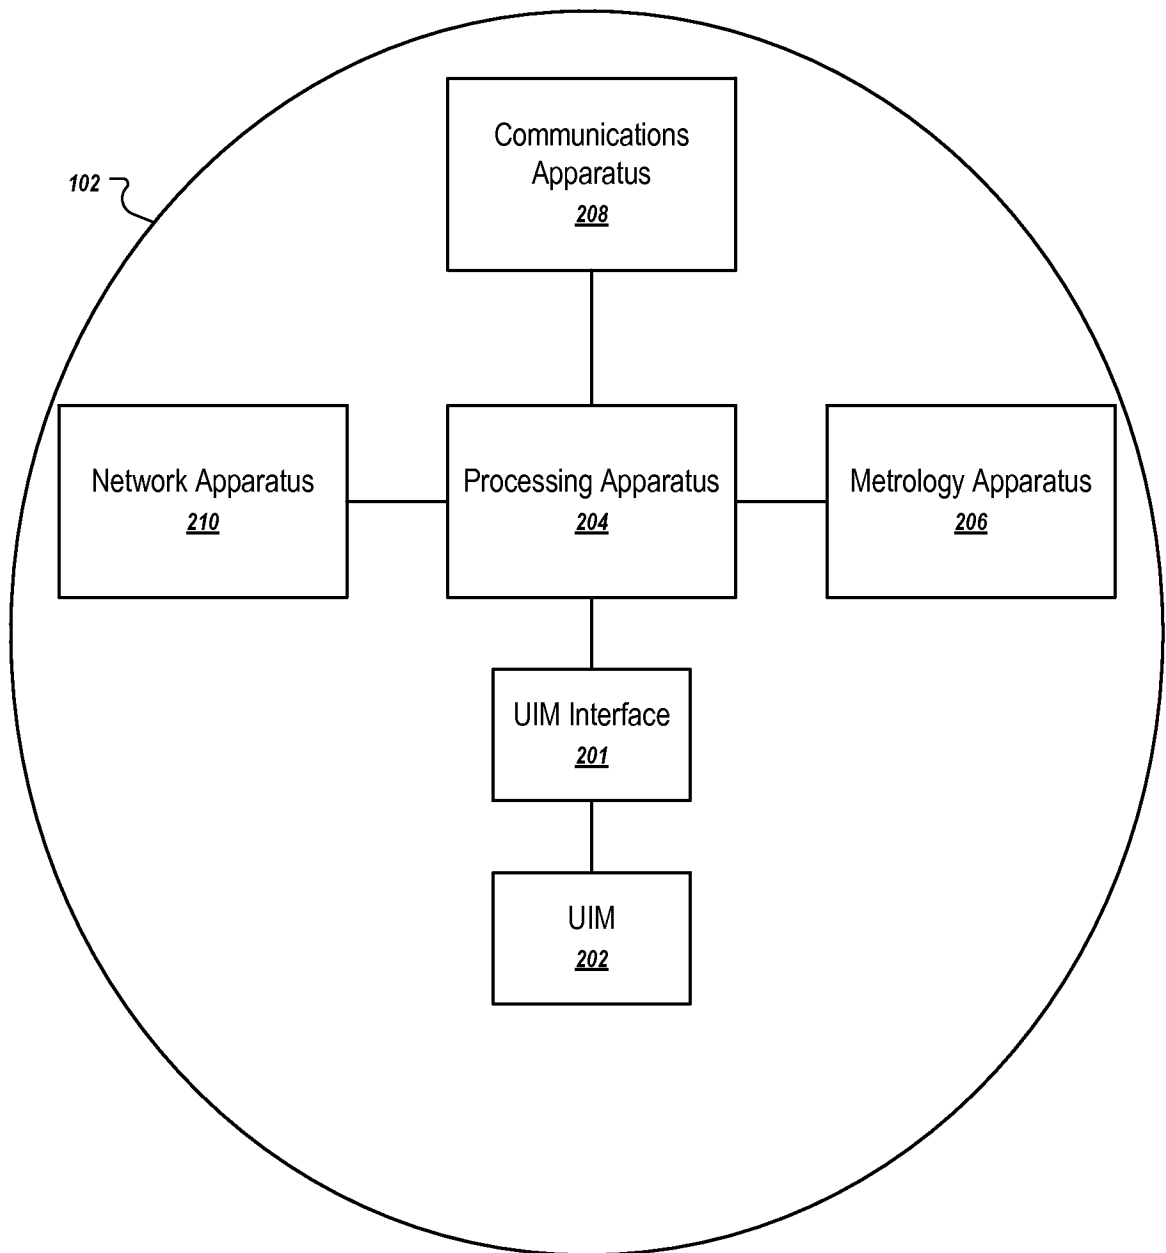 Communications
Apparatus
208
102
Network Apparatus
210
Processing Apparatus
204
Metrology Apparatus
206
UIM Interface
201
UIM
202